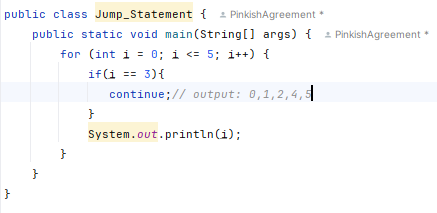 public class Jump_Statement { PinkishAgreement *
public static void main(String[] args) { PinkishAgreement *
for (int i = 0; i <= 5; i++) {
if(i == 3){
continue;// output: 0,1,2,4,5
}
System.out.println(i);
}
}
}